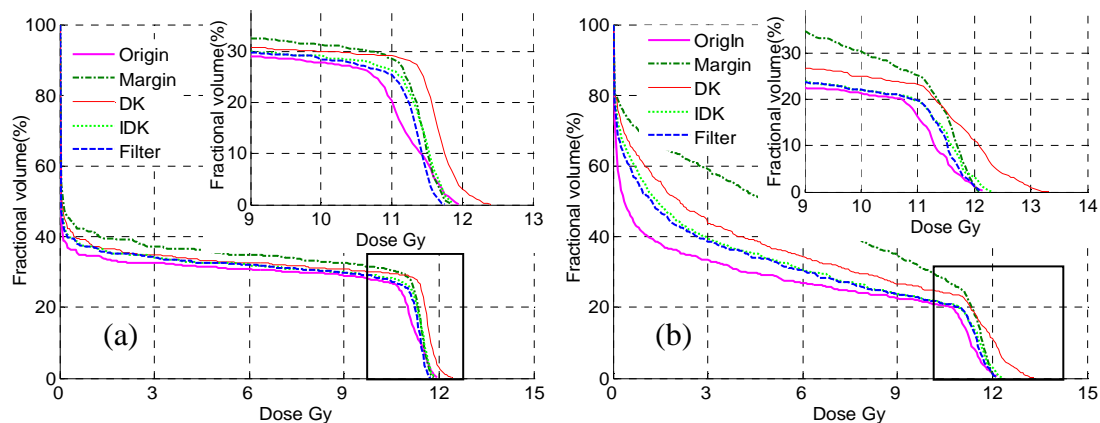 100
80
60
40
20
0
Fractional volume(%)
0 3 6 9 12 15
Dose Gy
Origin
Margin
DK
IDK
Filter
(a)
30
20
10
0
Fractional volume(%)
9 10 11 12 13
Dose Gy
100
80
60
40
20
0
Fractional volume(%)
0 3 6 9 12 15
Dose Gy
OrigIn
Margin
DK
IDK
Filter
(b)
30
20
10
0
Fractional volume(%)
9 10 11 12 13 14
Dose Gy